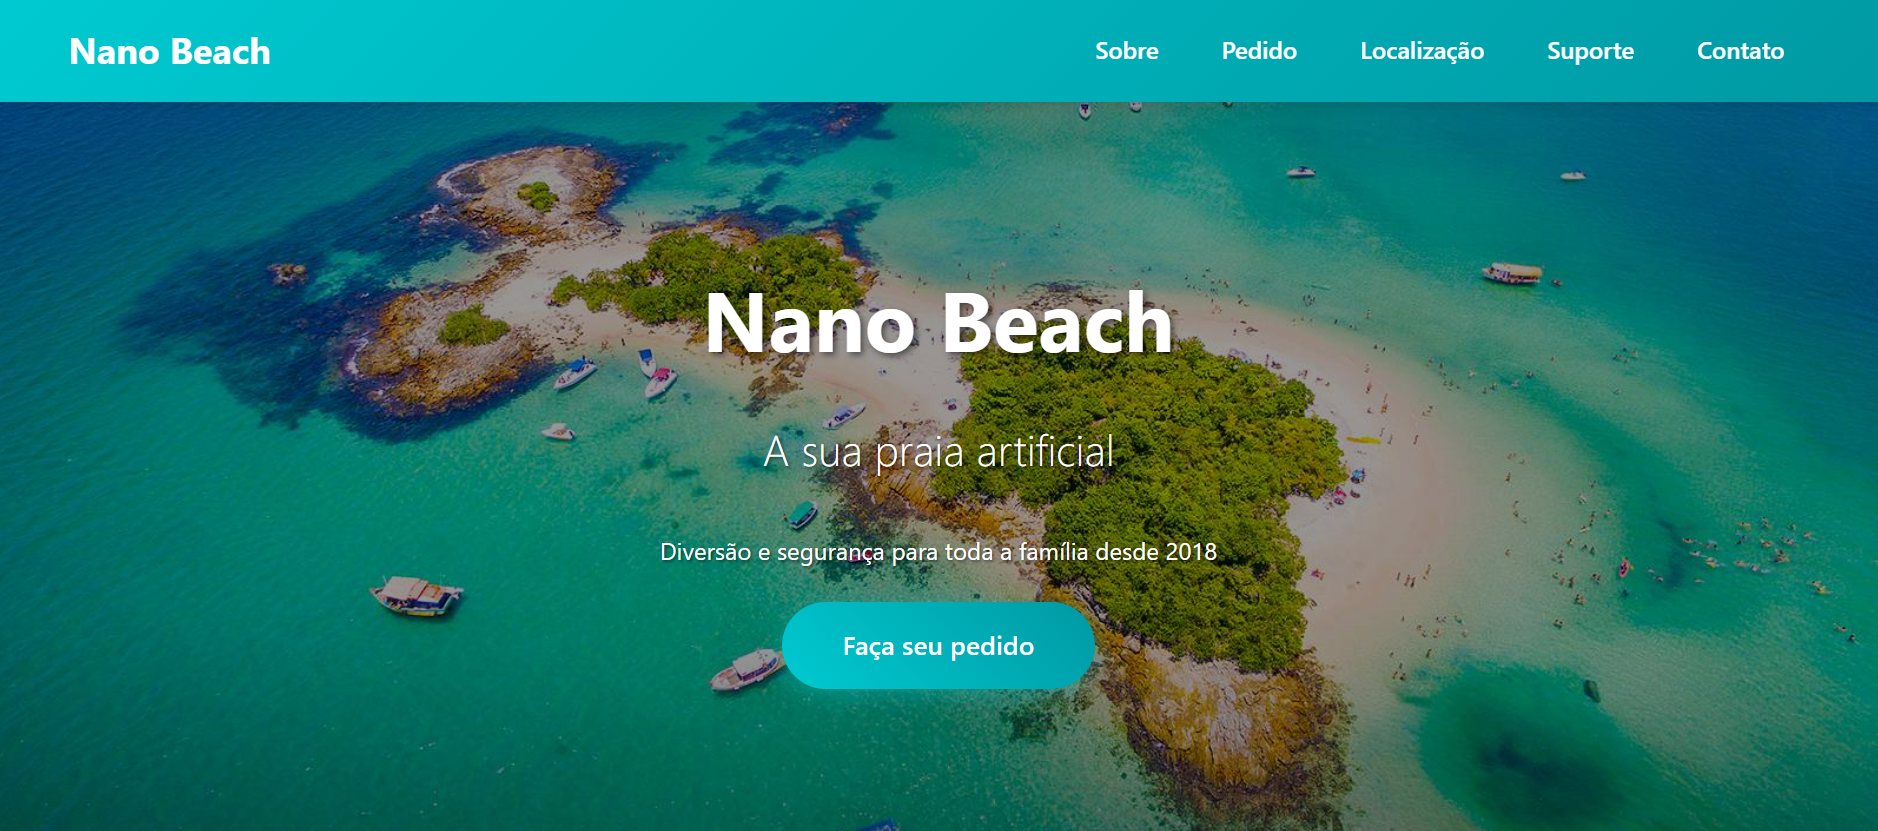 Nano Beach
Sobre
Pedido
Localização
Suporte
Contato
Nano Beach
A sua praia artificial
Diversão e segurança para toda a família desde 2018
Faça seu pedido